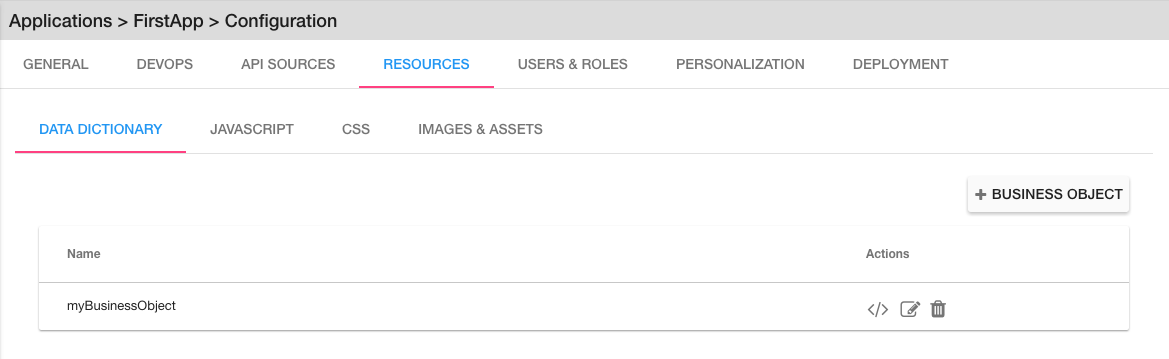 Applications > FirstApp > Configuration
GENERAL DEVOPS API SOURCES RESOURCES USERS & ROLES PERSONALIZATION DEPLOYMENT
DATA DICTIONARY JAVASCRIPT CSS IMAGES & ASSETS
+ BUSINESS OBJECT
Name Actions
myBusinessObject